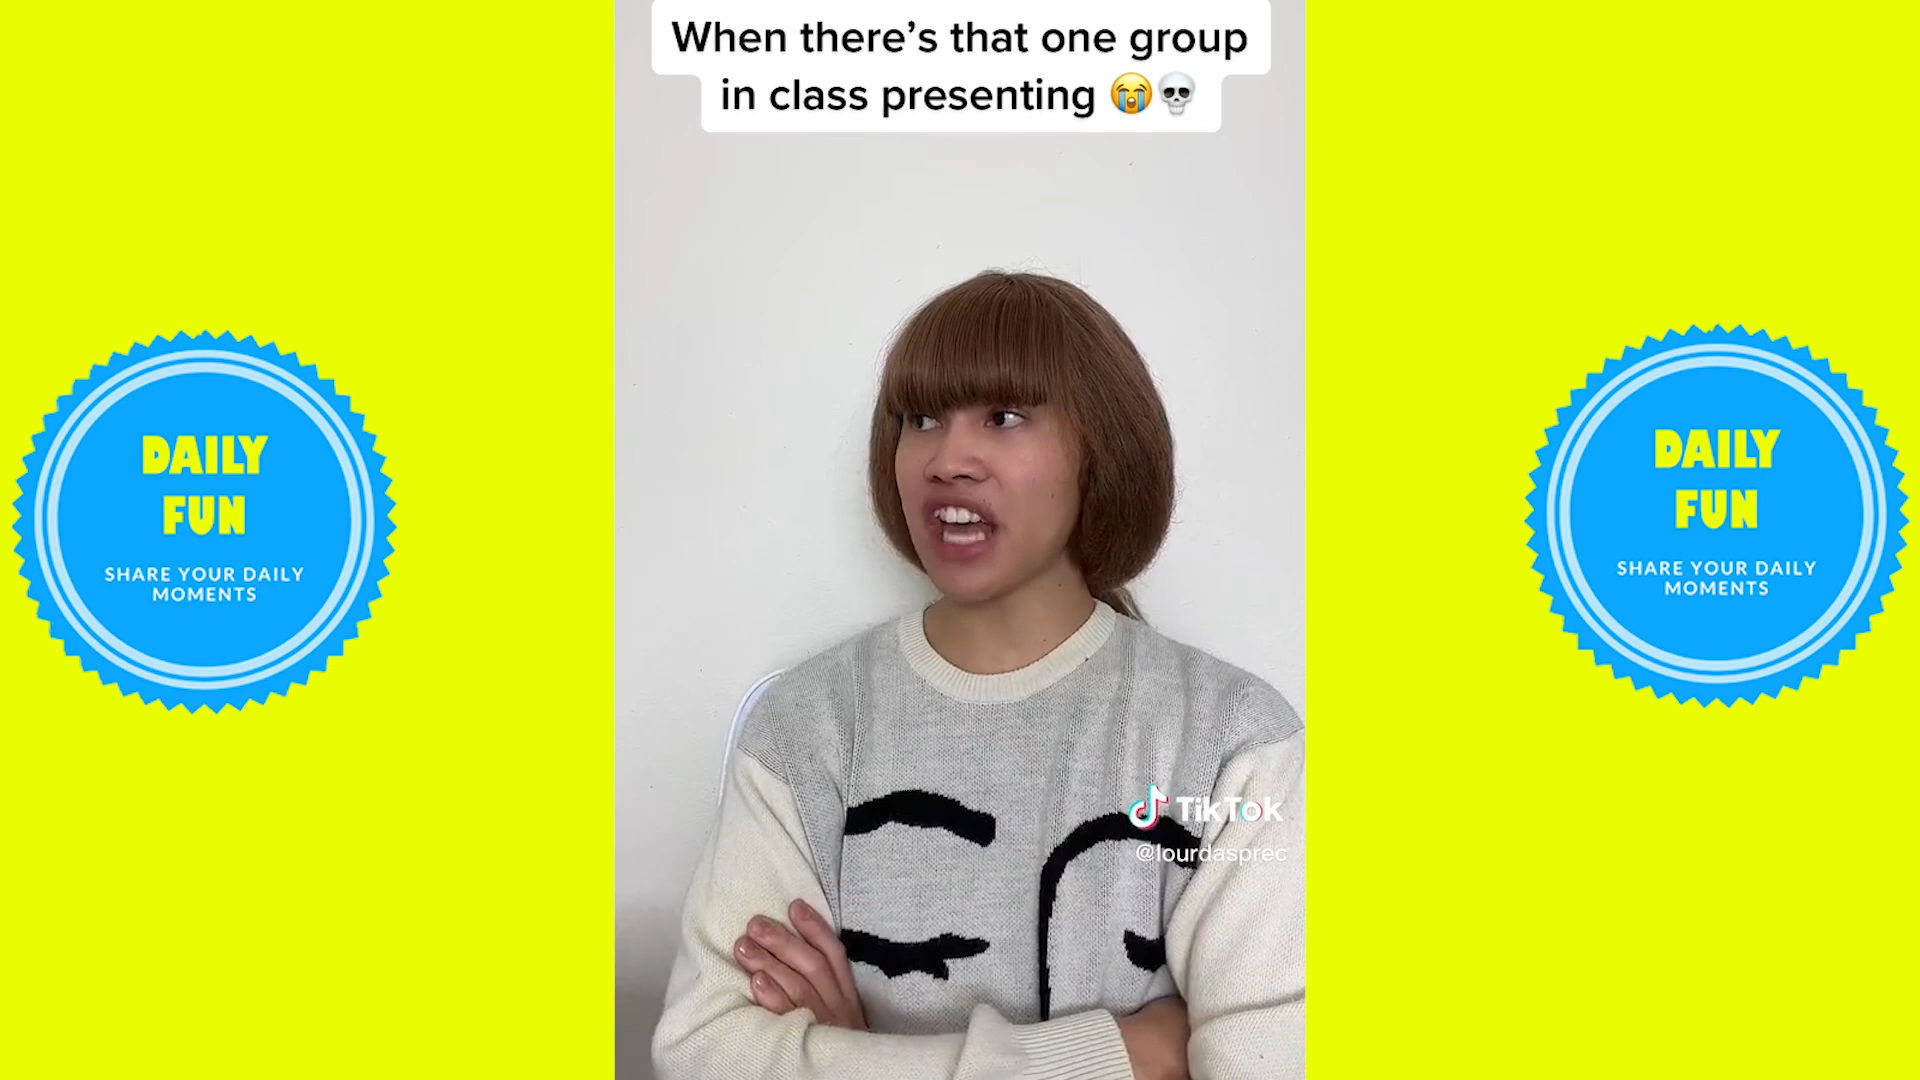 When there’s that one group
in class presenting 😭💀
DAILY
FUN
SHARE YOUR DAILY
MOMENTS
DAILY
FUN
SHARE YOUR DAILY
MOMENTS
TikTok
@lourdasprec